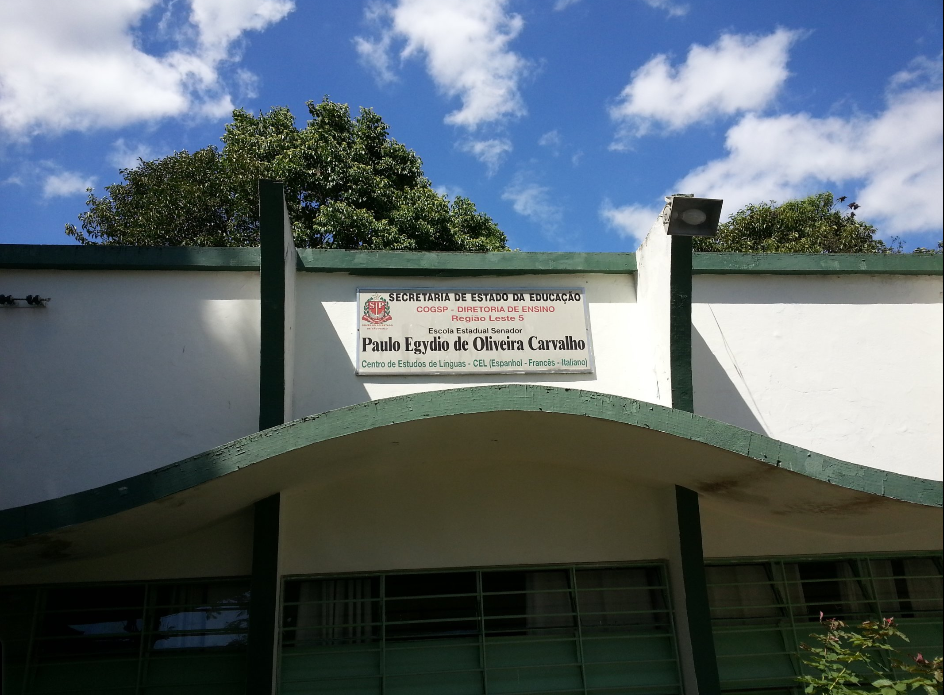 SECRETARIA DE ESTADO DA EDUCAÇÃO
COGSP - DIRETORIA DE ENSINO
Região Leste 5
Escola Estadual Senador
Paulo Egydio de Oliveira Carvalho
Centro de Estudos de Línguas - CEL (Espanhol - Francês - Italiano)